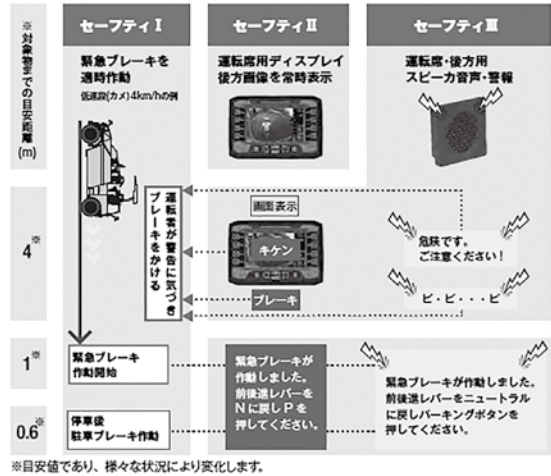 ※対象物までの目安距離(m)
セーフティⅠ
セーフティⅡ
セーフティⅢ
緊急ブレーキを
適時作動
低速段(カメ)4km/hの例
運転席用ディスプレイ
後方画像を常時表示
運転席・後方用
スピーカ音声・警報
4※
運転者が警告に気づき
ブレーキをかける
画面表示
キケン
ブレーキ
危険です。
ご注意ください!
ピ・ピ・・・ピ
1※
緊急ブレーキ
作動開始
緊急ブレーキが
作動しました。
前後進レバーを
Nに戻しPを
押してください。
緊急ブレーキが作動しました。
前後進レバーをニュートラル
に戻しパーキングボタンを
押してください。
0.6※
停車後
駐車ブレーキ作動
※目安値であり、様々な状況により変化します。